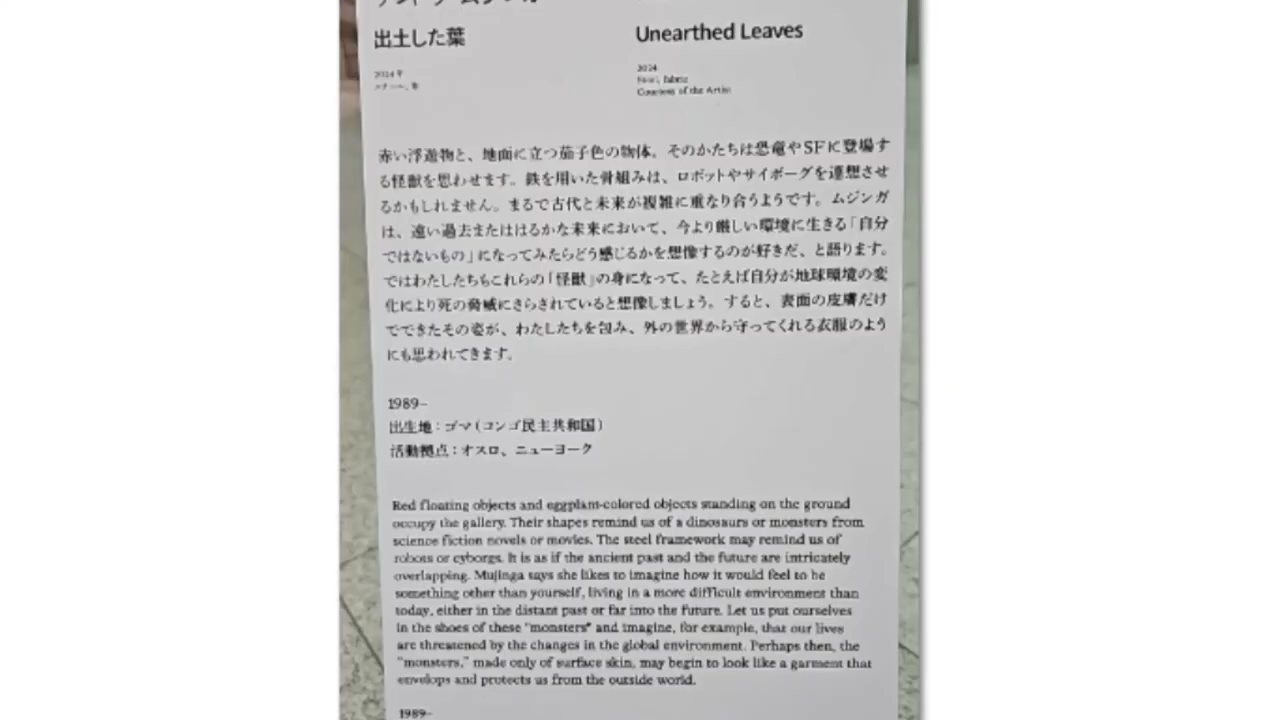 出土した葉
Unearthed Leaves
2024年
スチール、布
2024
Steel, fabric
Courtesy of the Artist
赤い浮遊物と、地面に立つ茄子色の物体。そのかたちは恐竜やSFに登場す
る怪獣を思わせます。鉄を用いた骨組みは、ロボットやサイボーグを連想させ
るかもしれません。まるで古代と未来が複雑に重なり合うようです。ムジンガ
は、遠い過去またははるかな未来において、今より厳しい環境に生きる「自分
ではないもの」になってみたらどう感じるかを想像するのが好きだ、と語ります。
ではわたしたちもこれらの「怪獣」の身になって、たとえば自分が地球環境の変
化により死の脅威にさらされていると想像しましょう。すると、表面の皮膚だけ
でできたその姿が、わたしたちを包み、外の世界から守ってくれる衣服のよう
にも思われてきます。
1989–
出生地：ゴマ（コンゴ民主共和国）
活動拠点：オスロ、ニューヨーク
Red floating objects and eggplant-colored objects standing on the ground
occupy the gallery. Their shapes remind us of a dinosaurs or monsters from
science fiction novels or movies. The steel framework may remind us of
robots or cyborgs. It is as if the ancient past and the future are intricately
overlapping. Mujinga says she likes to imagine how it would feel to be
something other than yourself, living in a more difficult environment than
today, either in the distant past or far into the future. Let us put ourselves
in the shoes of these "monsters" and imagine, for example, that our lives
are threatened by the changes in the global environment. Perhaps then, the
"monsters," made only of surface skin, may begin to look like a garment that
envelops and protects us from the outside world.
1989–